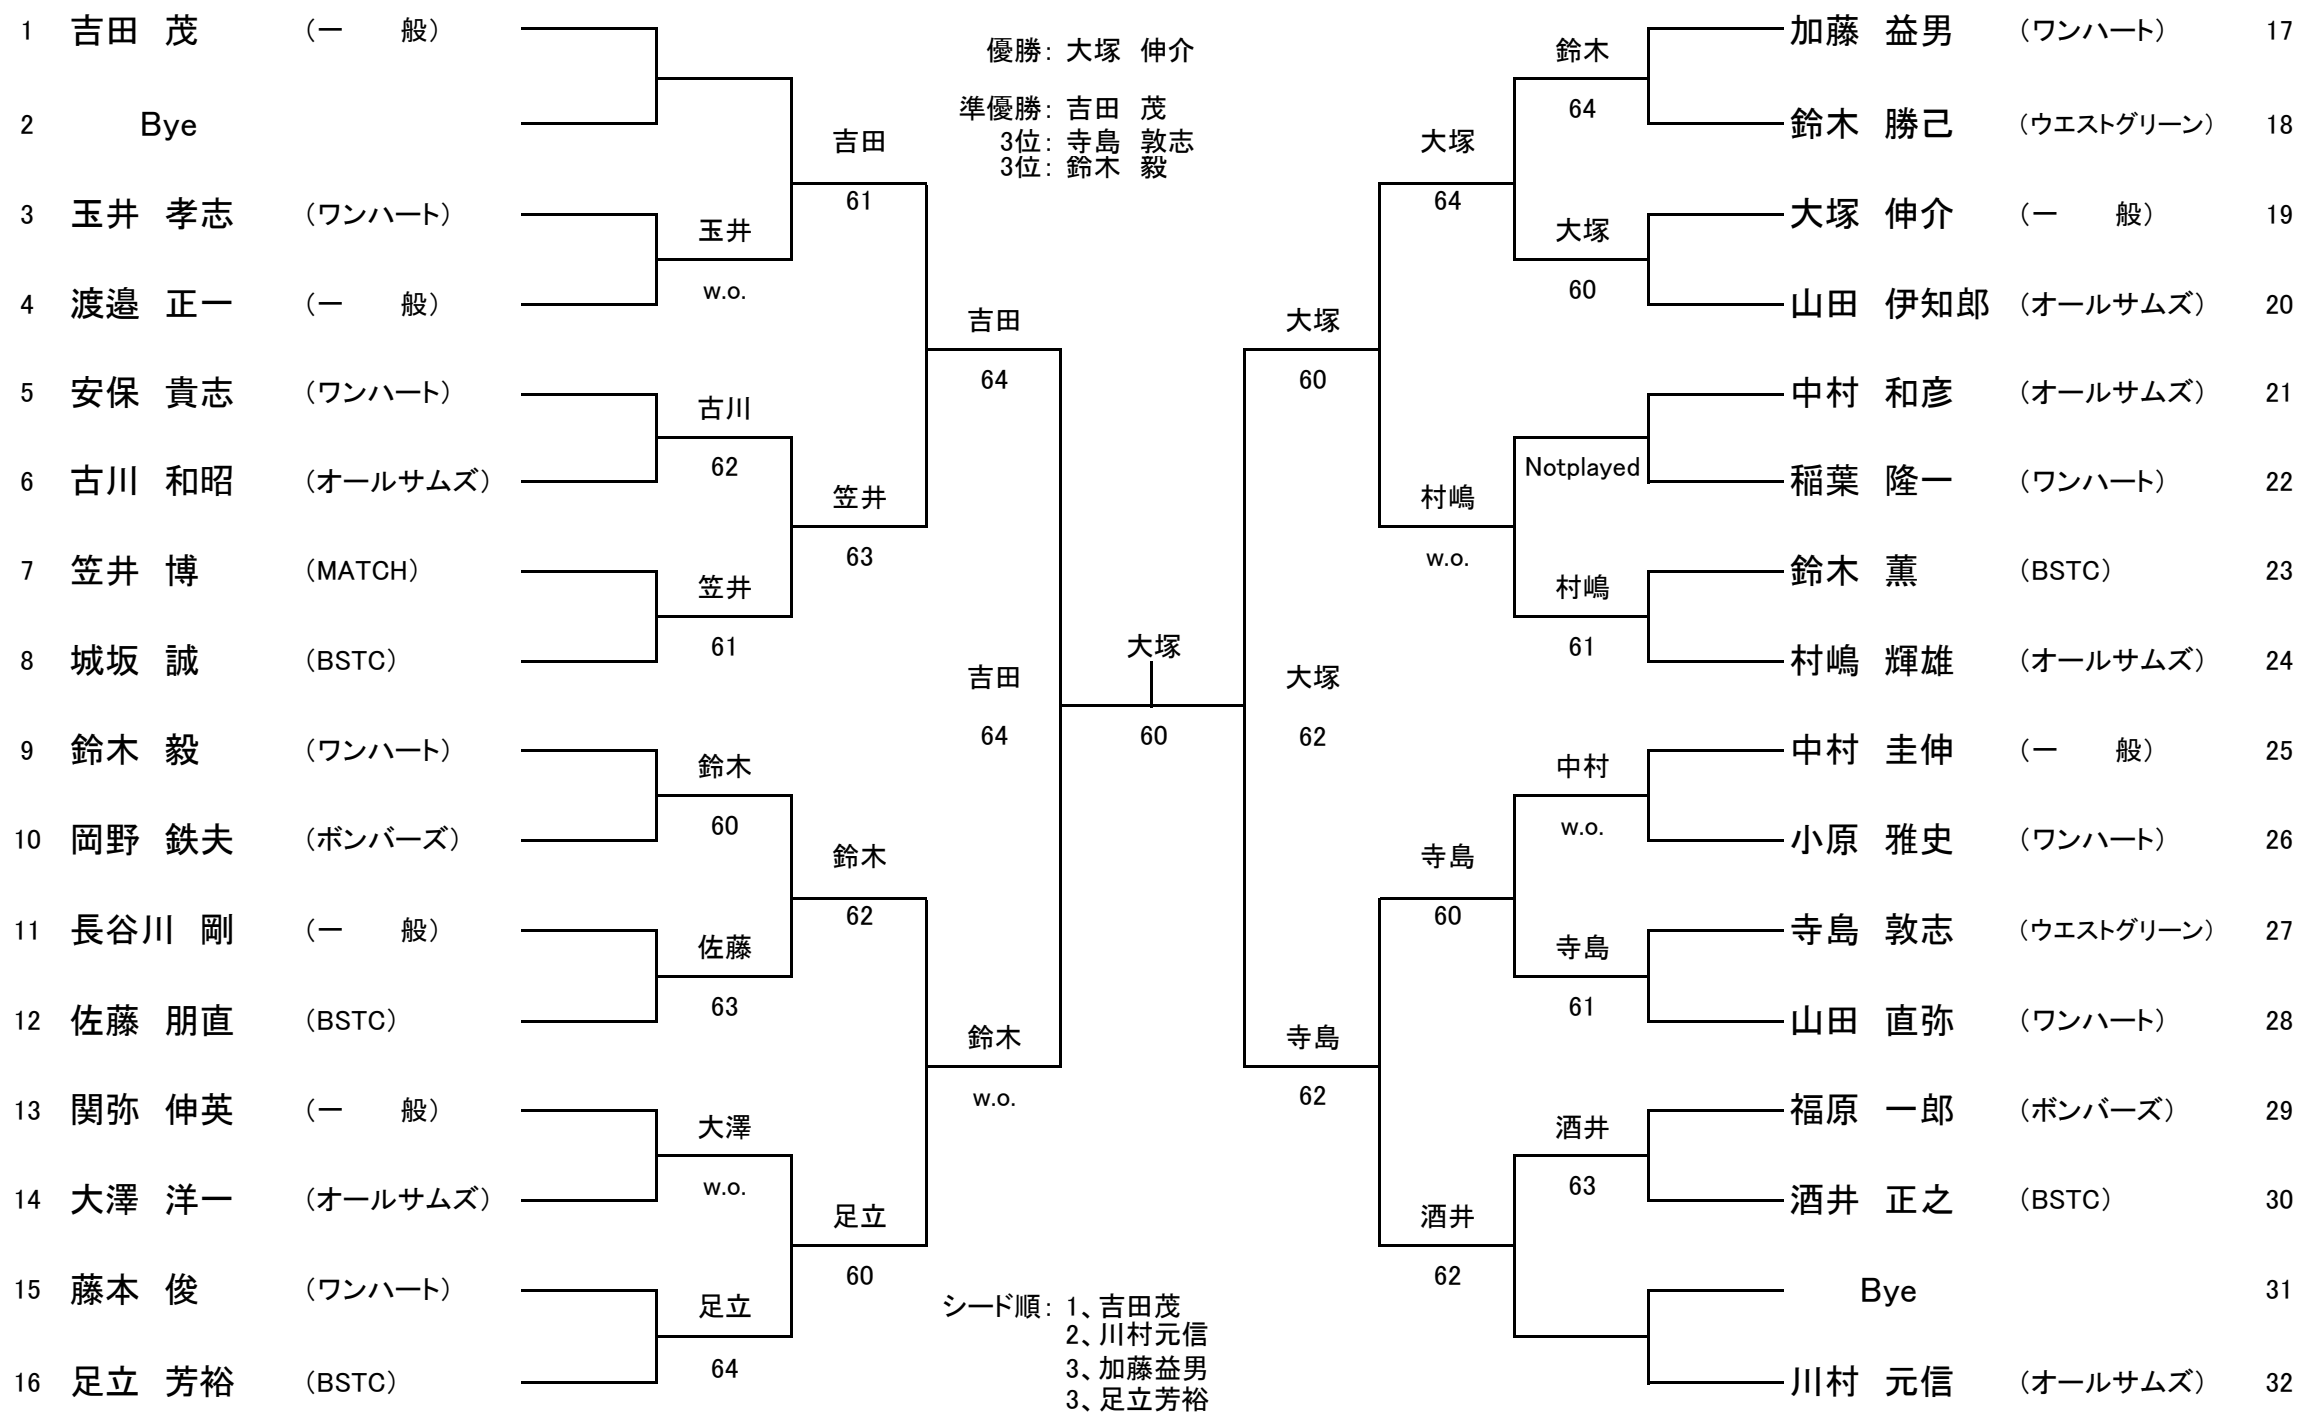 1 吉田 茂 （一 般）
2 Bye
3 玉井 孝志 （ワンハート）
4 渡邉 正一 （一 般）
5 安保 貴志 （ワンハート）
6 古川 和昭 （オールサムズ）
7 笠井 博 （MATCH）
8 城坂 誠 （BSTC）
9 鈴木 毅 （ワンハート）
10 岡野 鉄夫 （ボンバーズ）
11 長谷川 剛 （一 般）
12 佐藤 朋直 （BSTC）
13 関弥 伸英 （一 般）
14 大澤 洋一 （オールサムズ）
15 藤本 俊 （ワンハート）
16 足立 芳裕 （BSTC）
玉井
w.o.
古川
62
笠井
61
鈴木
60
佐藤
63
大澤
w.o.
足立
64
吉田
61
笠井
63
鈴木
62
足立
60
吉田
64
鈴木
w.o.
吉田
64
優勝： 大塚 伸介
準優勝： 吉田 茂
3位： 寺島 敦志
3位： 鈴木 毅
大塚
60
シード順： 1、吉田茂
2、川村元信
3、加藤益男
3、足立芳裕
大塚
62
大塚
60
寺島
62
大塚
64
村嶋
w.o.
寺島
60
酒井
62
鈴木
64
大塚
60
Notplayed
村嶋
61
中村
w.o.
寺島
61
酒井
63
加藤 益男 （ワンハート） 17
鈴木 勝己 （ウエストグリーン） 18
大塚 伸介 （一 般） 19
山田 伊知郎 （オールサムズ） 20
中村 和彦 （オールサムズ） 21
稲葉 隆一 （ワンハート） 22
鈴木 薫 （BSTC） 23
村嶋 輝雄 （オールサムズ） 24
中村 圭伸 （一 般） 25
小原 雅史 （ワンハート） 26
寺島 敦志 （ウエストグリーン） 27
山田 直弥 （ワンハート） 28
福原 一郎 （ボンバーズ） 29
酒井 正之 （BSTC） 30
Bye 31
川村 元信 （オールサムズ） 32